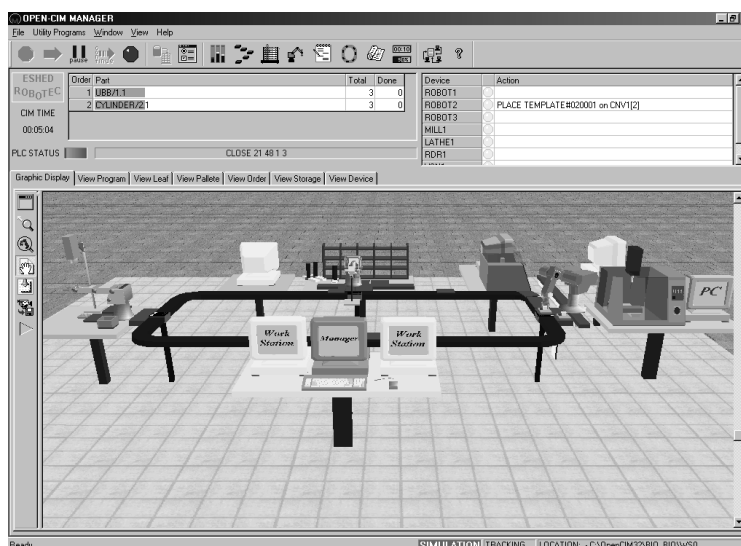 OPEN-CIM MANAGER
File Utility Programs Window View Help
pause
ESHED
ROBOTEC
CIM TIME
00:05:04
Order Part Total Done
1 UBB/1.1 3 0
2 CYLINDER/2.1 3 0
Device Action
ROBOT1
ROBOT2 PLACE TEMPLATE#020001 on CNV1[2]
ROBOT3
MILL1
LATHE1
RDR1
PLC STATUS CLOSE 21 48 1 3
Graphic Display View Program View Leaf View Pallete View Order View Storage View Device
PC
Work Station
Manager
Work Station
Ready SIMULATION TRACKING